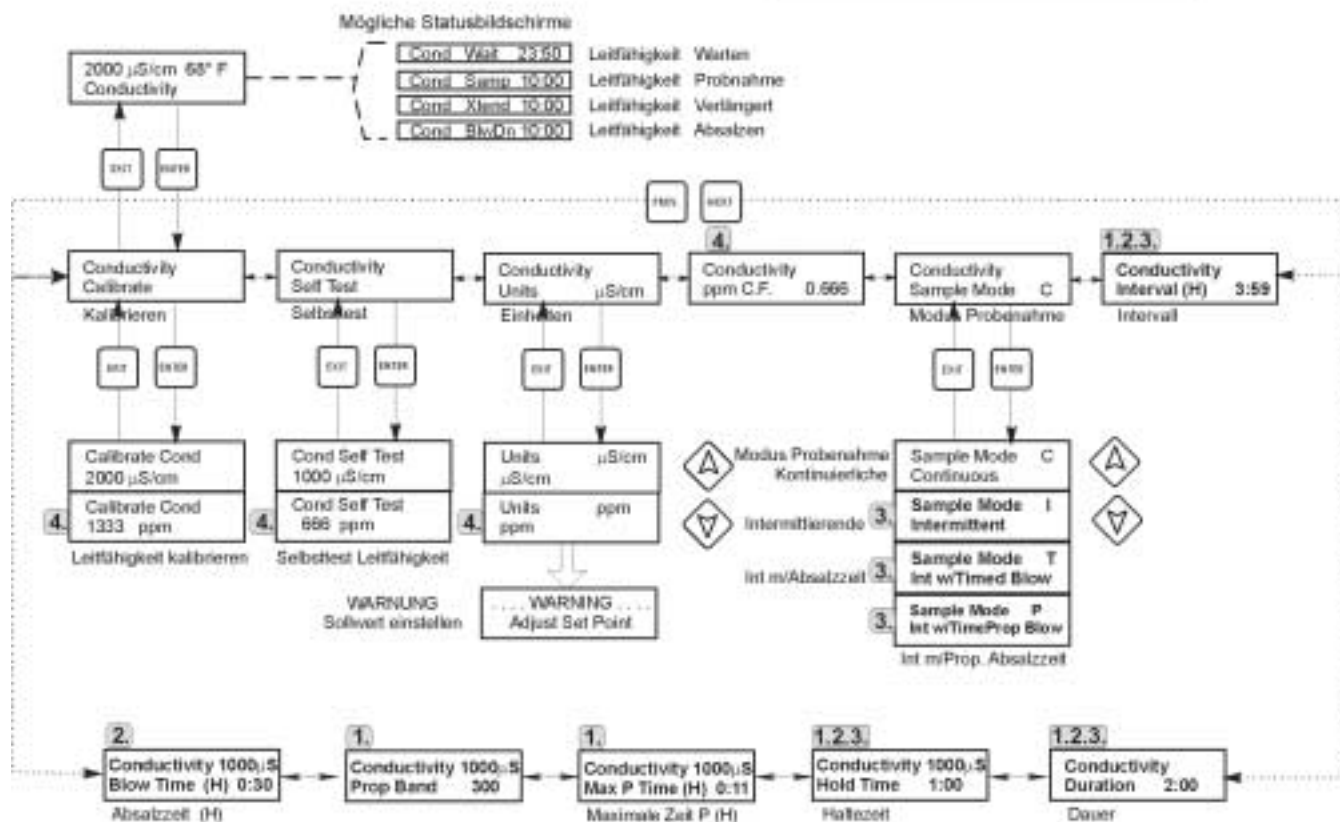 Mögliche Statusbildschirme
2000 µS/cm 68° F
Conductivity
Cond Wait 23:50 Leitfähigkeit Warten
Cond Samp 10:00 Leitfähigkeit Probnahme
Cond Xtend 10:00 Leitfähigkeit Verlängert
Cond BlwDn 10:00 Leitfähigkeit Absalzen
EXIT ENTER
NEXT
4.
1.2.3.
Conductivity
Calibrate
Kalibrieren
Conductivity
Self Test
Selbsttest
Conductivity
Units µS/cm
Einheiten
Conductivity
ppm C.F. 0.666
Conductivity
Sample Mode C
Modus Probenahme
Conductivity
Interval (H) 3:59
Intervall
EXIT ENTER
EXIT ENTER
EXIT ENTER
EXIT ENTER
Calibrate Cond
2000 µS/cm
4. Calibrate Cond
1333 ppm
Leitfähigkeit kalibrieren
Cond Self Test
1000 µS/cm
4. Cond Self Test
666 ppm
Selbsttest Leitfähigkeit
Units µS/cm
µS/cm
4. Units ppm
ppm
WARNUNG
Sollwert einstellen
.... WARNING ....
Adjust Set Point
Modus Probenahme
Kontinuierliche
Sample Mode C
Continuous
Intermittierende
3. Sample Mode I
Intermittent
Int m/Absalzzeit
3. Sample Mode T
Int w/Timed Blow
3. Sample Mode P
Int w/TimeProp Blow
Int m/Prop. Absalzzeit
2.
Conductivity 1000µS
Blow Time (H) 0:30
Absalzzeit (H)
1.
Conductivity 1000µS
Prop Band 300
1.
Conductivity 1000µS
Max P Time (H) 0:11
Maximale Zeit P (H)
1.2.3.
Conductivity 1000µS
Hold Time 1:00
Haltezeit
1.2.3.
Conductivity
Duration 2:00
Dauer